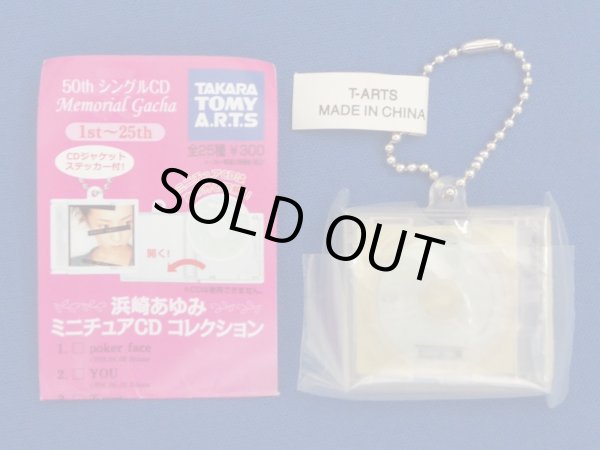 50th シングルCD
Memorial Gacha
1st～25th
TAKARA
TOMY
A.R.T.S
全25種 ¥300
CDジャケット
ステッカー付!
開く!
浜崎あゆみ
ミニチュアCD コレクション
1. □ poker face
2. □ YOU
T-ARTS
MADE IN CHINA
SOLD OUT